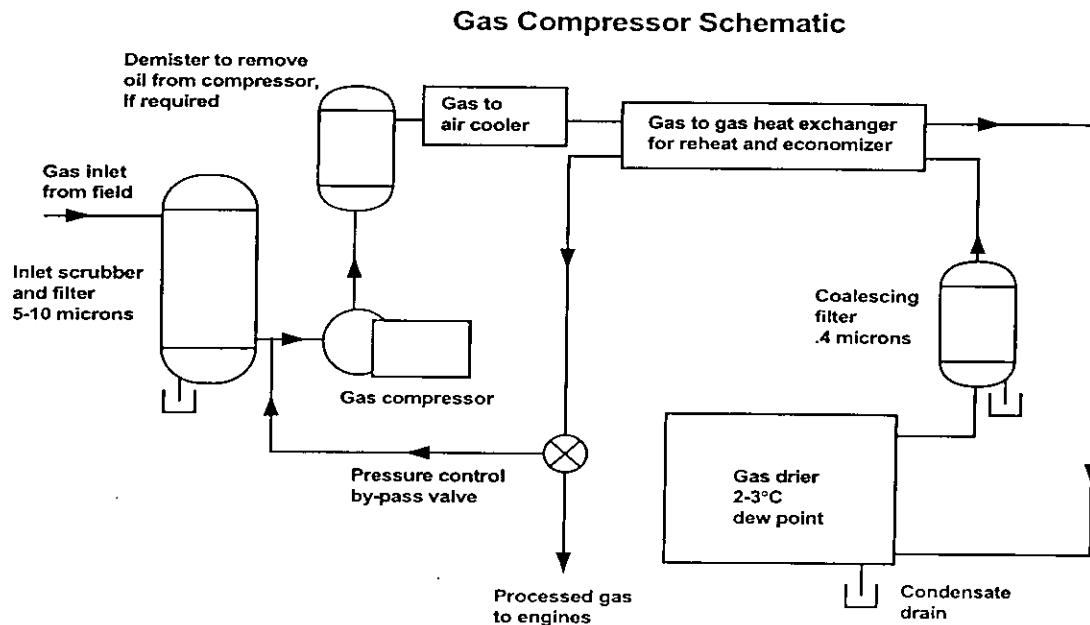 Gas Compressor Schematic
Demister to remove
oil from compressor,
If required
Gas to
air cooler
Gas to gas heat exchanger
for reheat and economizer
Gas inlet
from field
Inlet scrubber
and filter
5-10 microns
Coalescing
filter
.4 microns
Gas compressor
Pressure control
by-pass valve
Gas drier
2-3°C
dew point
Processed gas
to engines
Condensate
drain